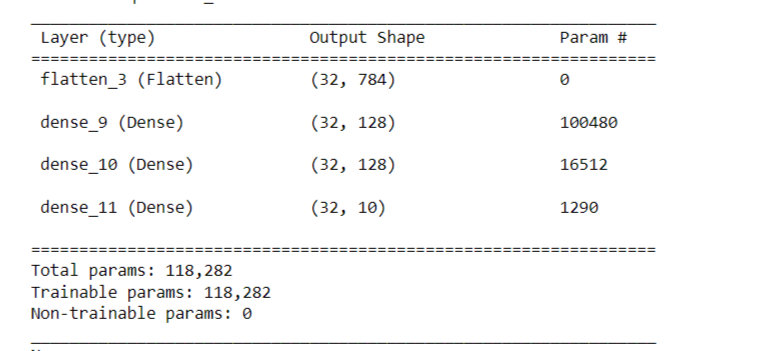 Layer (type) Output Shape Param #
=================================================================
flatten_3 (Flatten) (32, 784) 0
dense_9 (Dense) (32, 128) 100480
dense_10 (Dense) (32, 128) 16512
dense_11 (Dense) (32, 10) 1290
=================================================================
Total params: 118,282
Trainable params: 118,282
Non-trainable params: 0